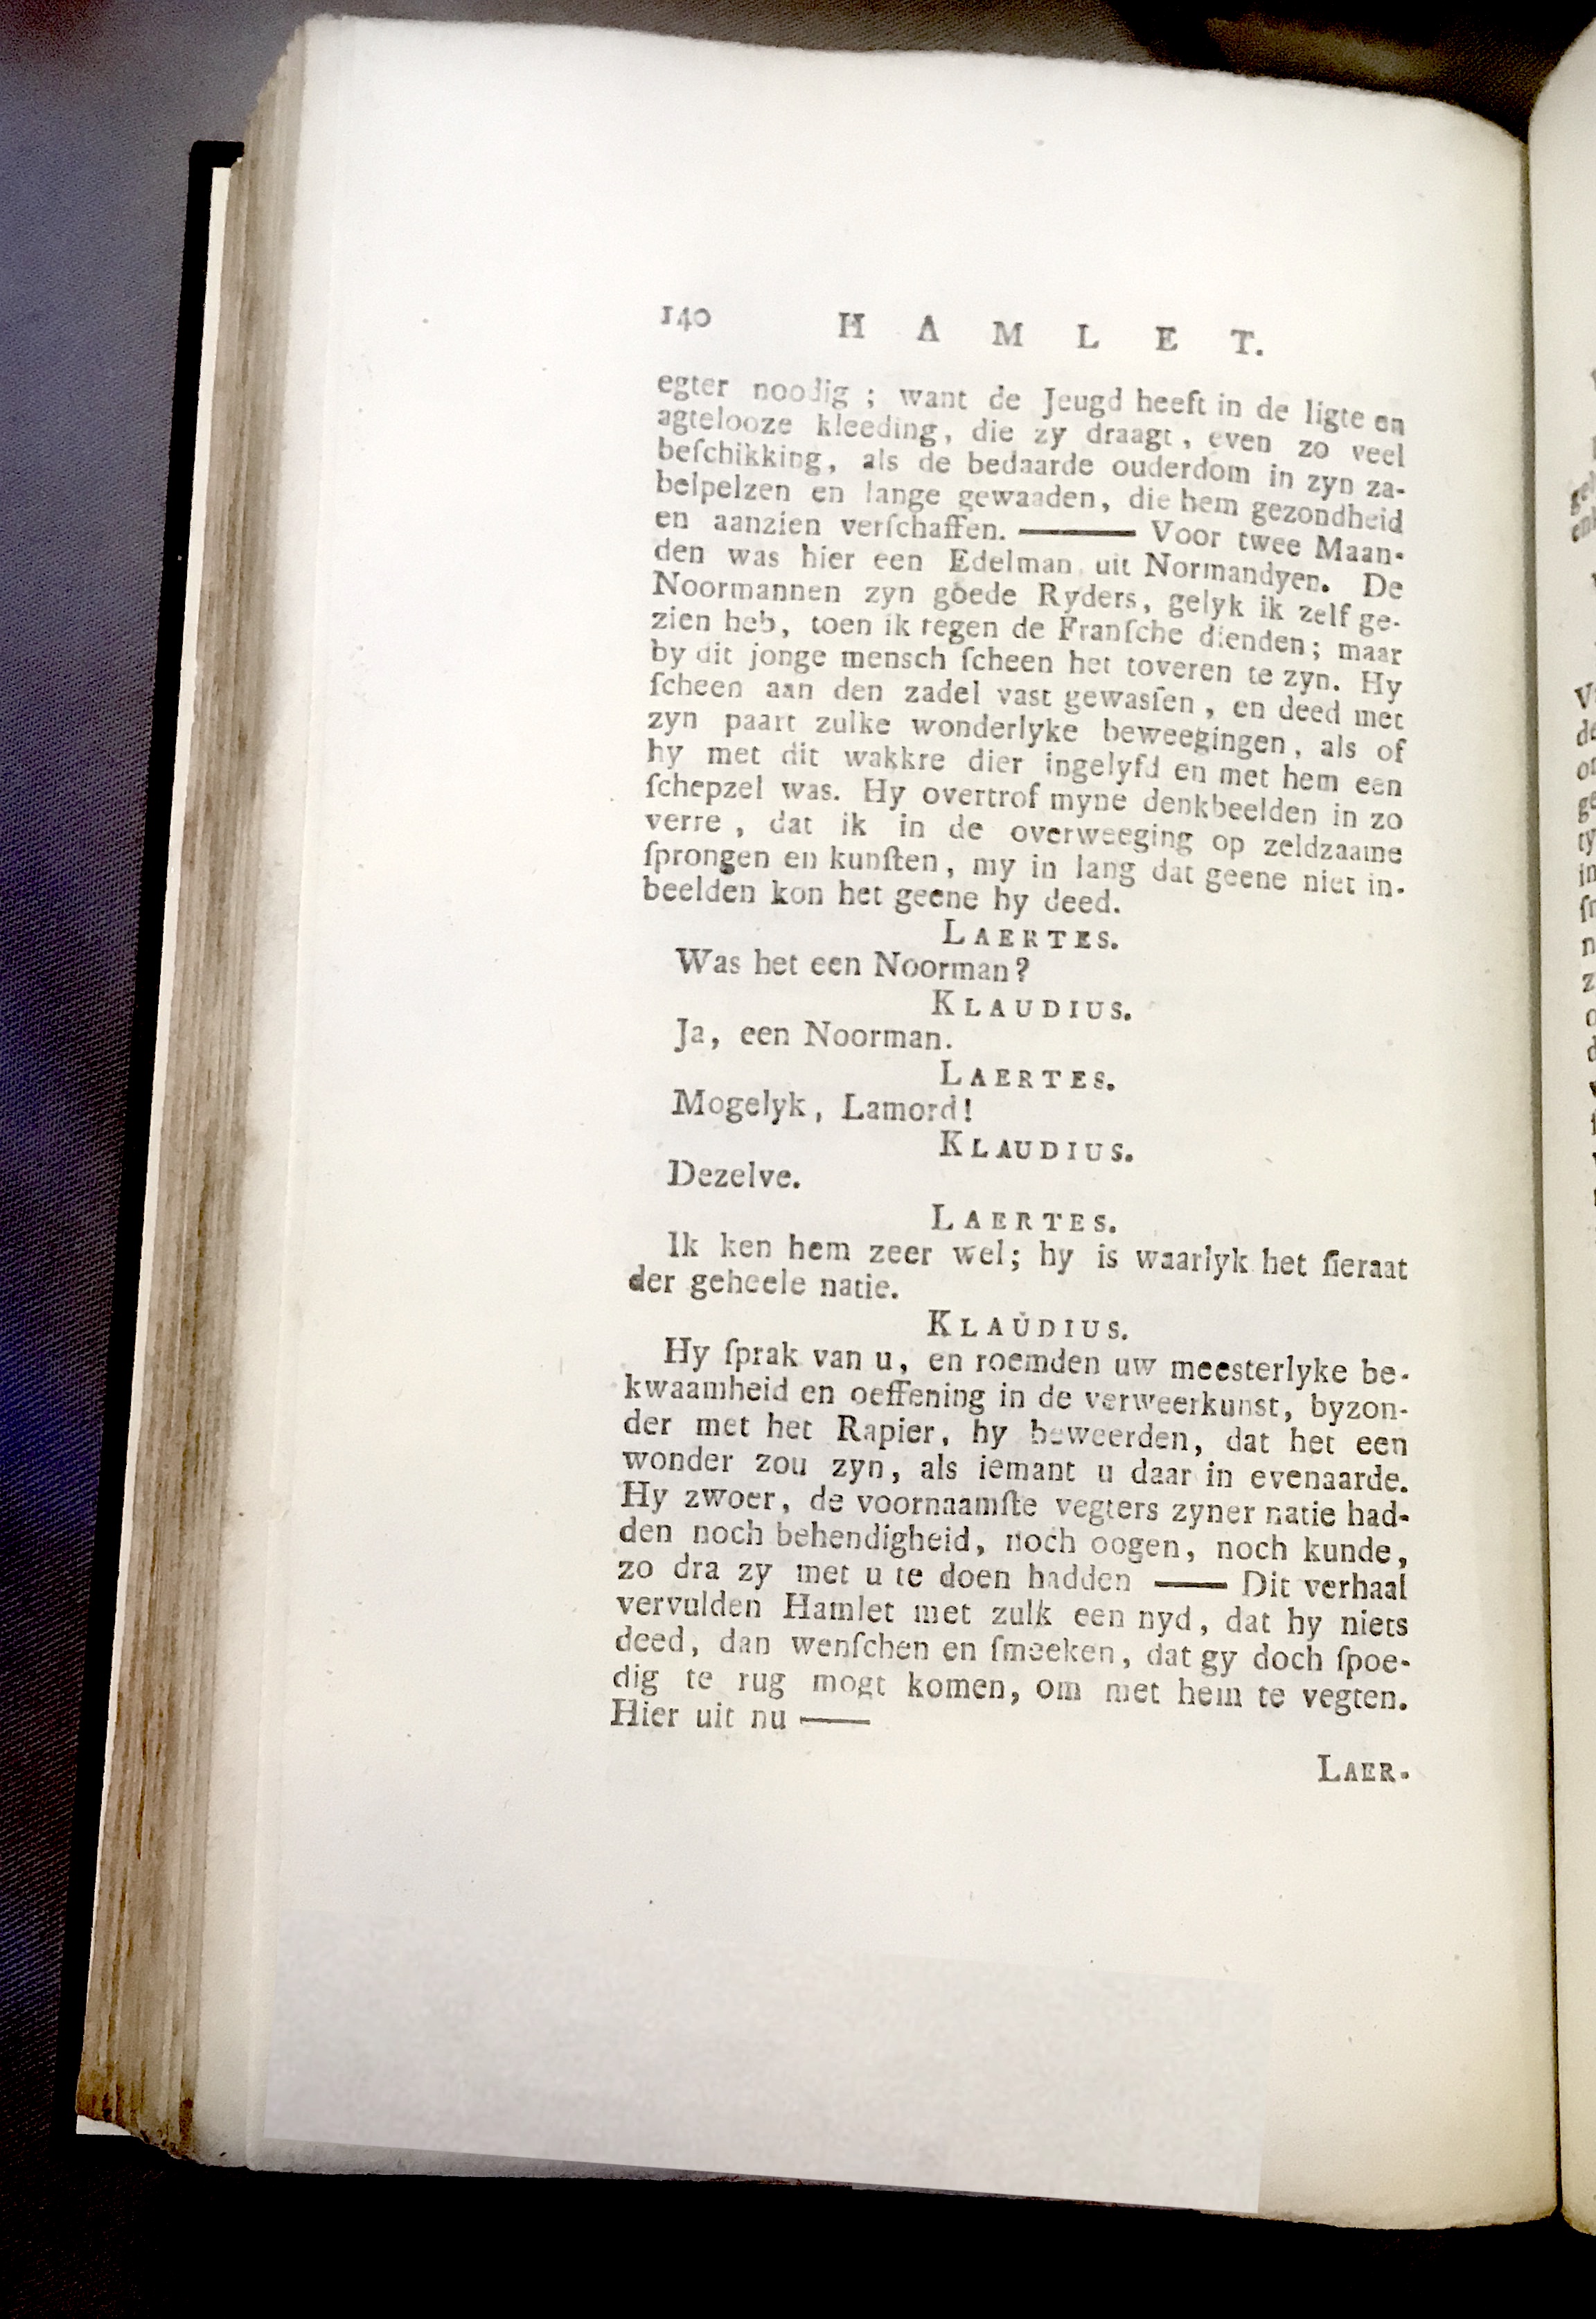 140 HAMLET.
egter noodig; want de Jeugd heeft in de ligte en
agtelooze kleeding, die zy draagt, even zo veel
beſchikking, als de bedaarde ouderdom in zyn za-
belpelzen en lange gewaaden, die hem gezondheid
en aanzien verſchaffen. —— Voor twee Maan-
den was hier een Edelman uit Normandyen. De
Noormannen zyn goede Ryders, gelyk ik zelf ge-
zien heb, toen ik tegen de Franſche dienden; maar
by dit jonge mensch ſcheen het toveren te zyn. Hy
ſcheen aan den zadel vast gewasſen, en deed met
zyn paart zulke wonderlyke beweegingen, als of
hy met dit wakkre dier ingelyfd en met hem een
ſchepzel was. Hy overtrof myne denkbeelden in zo
verre, dat ik in de overweeging op zeldzaame
ſprongen en kunſten, my in lang dat geene niet in-
beelden kon het geene hy deed.
LAERTES.
Was het een Noorman?
KLAUDIUS.
Ja, een Noorman.
LAERTES.
Mogelyk, Lamord!
KLAUDIUS.
Dezelve.
LAERTES.
Ik ken hem zeer wel; hy is waarlyk het ſieraat
der geheele natie.
KLAUDIUS.
Hy ſprak van u, en roemden uw meesterlyke be-
kwaamheid en oeffening in de verweerkunst, byzon-
der met het Rapier, hy beweerden, dat het een
wonder zou zyn, als iemant u daar in evenaarde.
Hy zwoer, de voornaamſte vegters zyner natie had-
den noch behendigheid, noch oogen, noch kunde,
zo dra zy met u te doen hadden —— Dit verhaal
vervulden Hamlet met zulk een nyd, dat hy niets
deed, dan wenſchen en ſmeeken, dat gy doch ſpoe-
dig te rug mogt komen, om met hem te vegten.
Hier uit nu ——
LAER-